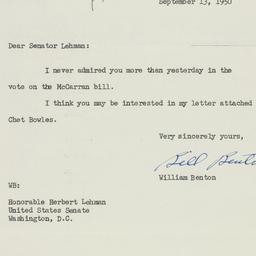 September 13, 1950
Dear Senator Lehman:
I never admired you more than yesterday in the
vote on the McCarran bill.
I think you may be interested in my letter attached
Chet Bowles.
Very sincerely yours,
Bill Benton
William Benton
WB:
Honorable Herbert Lehman
United States Senate
Washington, D.C.